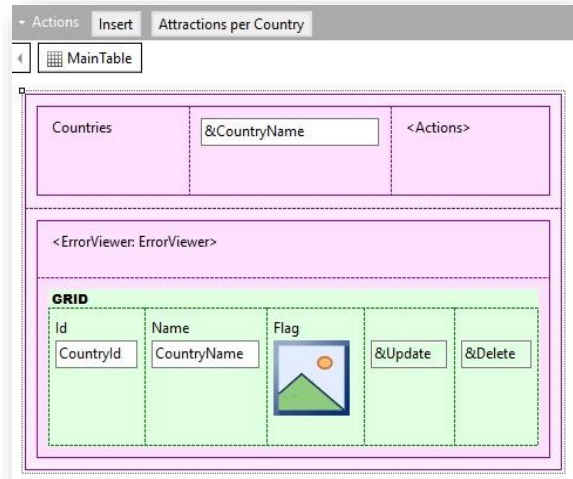 Actions Insert Attractions per Country
MainTable
Countries &CountryName <Actions>
<ErrorViewer: ErrorViewer>
GRID
Id Name Flag
CountryId CountryName &Update &Delete